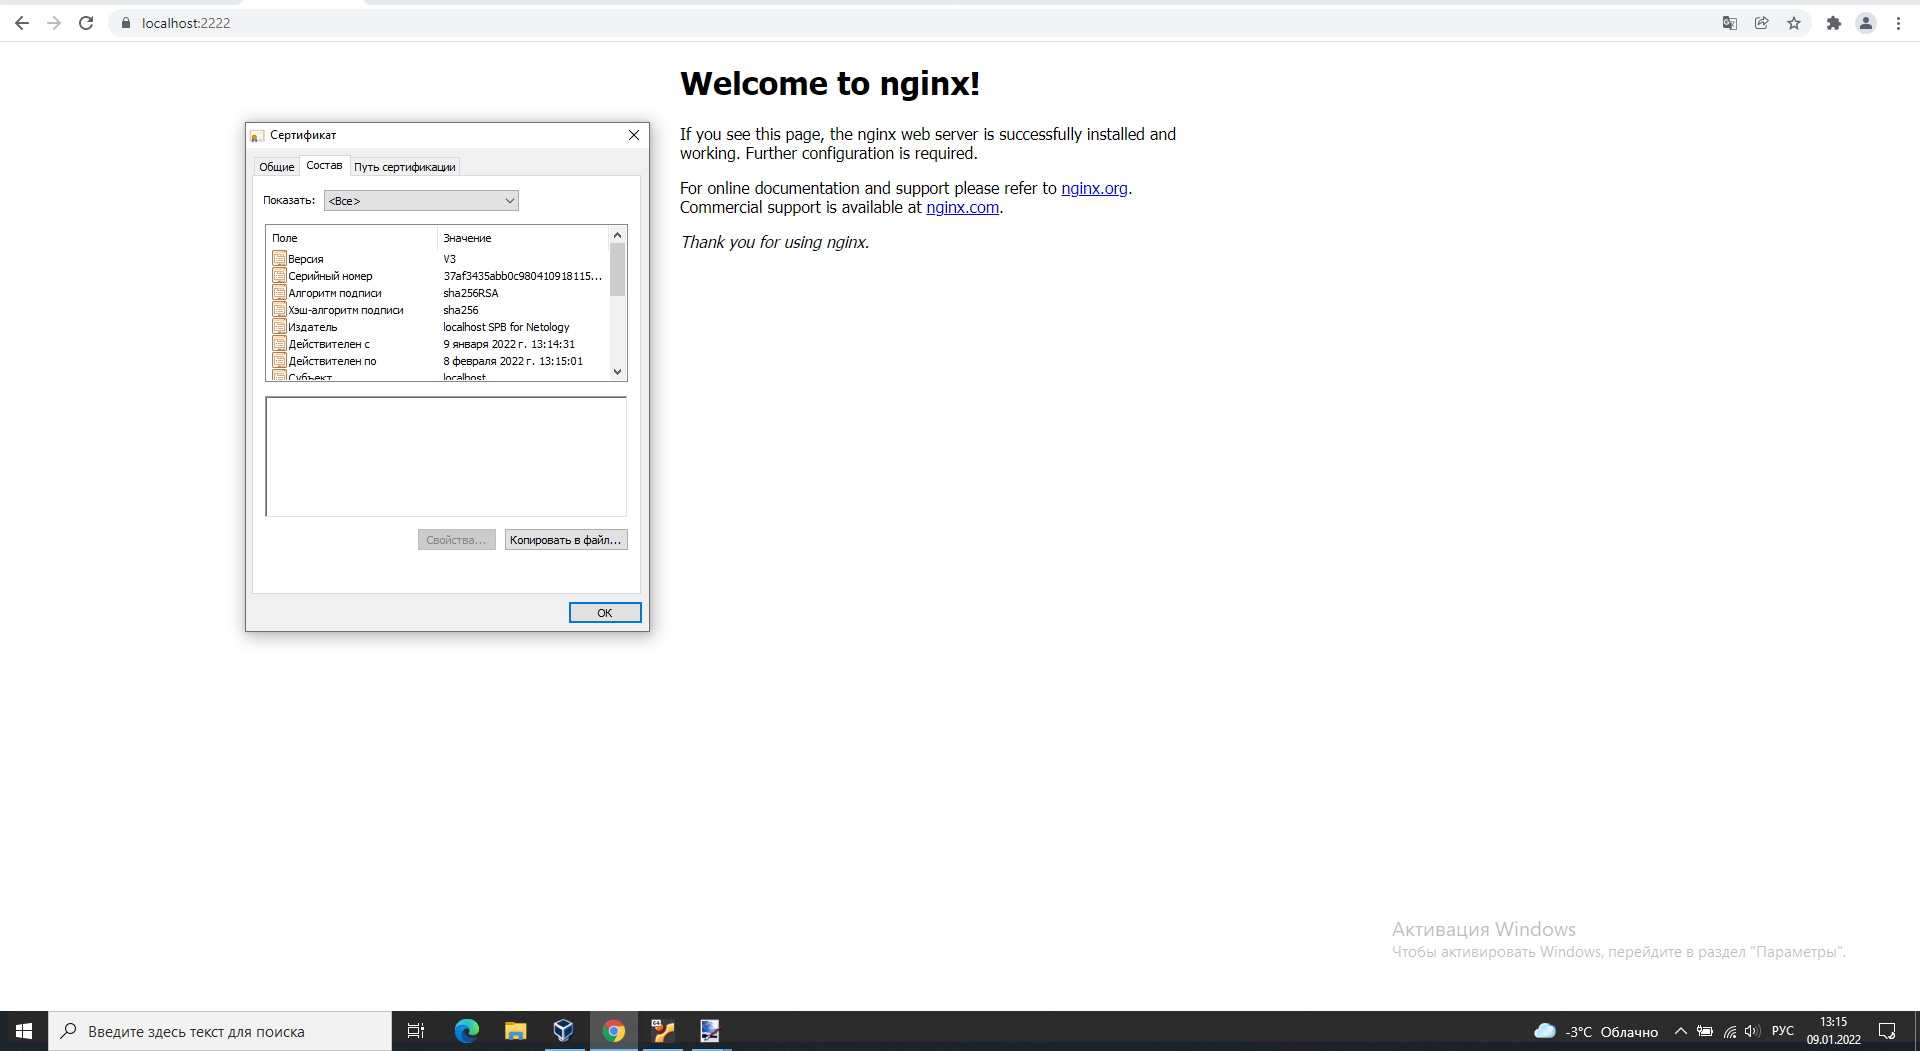 localhost:2222
Welcome to nginx!
If you see this page, the nginx web server is successfully installed and
working. Further configuration is required.
For online documentation and support please refer to nginx.org.
Commercial support is available at nginx.com.
Thank you for using nginx.
Сертификат
Общие Состав Путь сертификации
Показать: <Все>
Поле Значение
Версия V3
Серийный номер 37af3435abb0c980410918115...
Алгоритм подписи sha256RSA
Хэш-алгоритм подписи sha256
Издатель localhost SPB for Netology
Действителен с 9 января 2022 г. 13:14:31
Действителен по 8 февраля 2022 г. 13:15:01
Субъект localhost
Свойства... Копировать в файл...
OK
Активация Windows
Чтобы активировать Windows, перейдите в раздел "Параметры".
Введите здесь текст для поиска
-3°C Облачно
РУС
13:15
09.01.2022